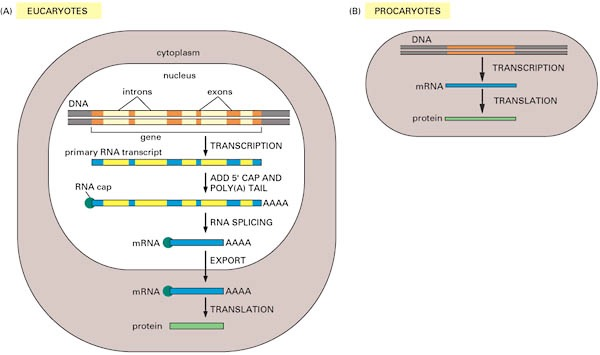 (A) EUCARYOTES
cytoplasm
nucleus
introns exons
DNA
gene
TRANSCRIPTION
primary RNA transcript
ADD 5' CAP AND
POLY(A) TAIL
RNA cap
AAAA
RNA SPLICING
mRNA AAAA
EXPORT
mRNA AAAA
TRANSLATION
protein
(B) PROCARYOTES
DNA
TRANSCRIPTION
mRNA
TRANSLATION
protein